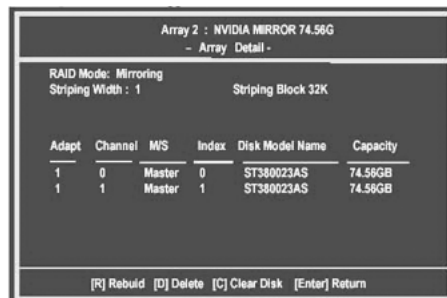 Array 2 : NVIDIA MIRROR 74.56G
– Array Detail -
RAID Mode: Mirroring
Striping Width : 1 Striping Block 32K
Adapt Channel M/S Index Disk Model Name Capacity
1 0 Master 0 ST380023AS 74.56GB
1 1 Master 1 ST380023AS 74.56GB
[R] Rebuid [D] Delete [C] Clear Disk [Enter] Return